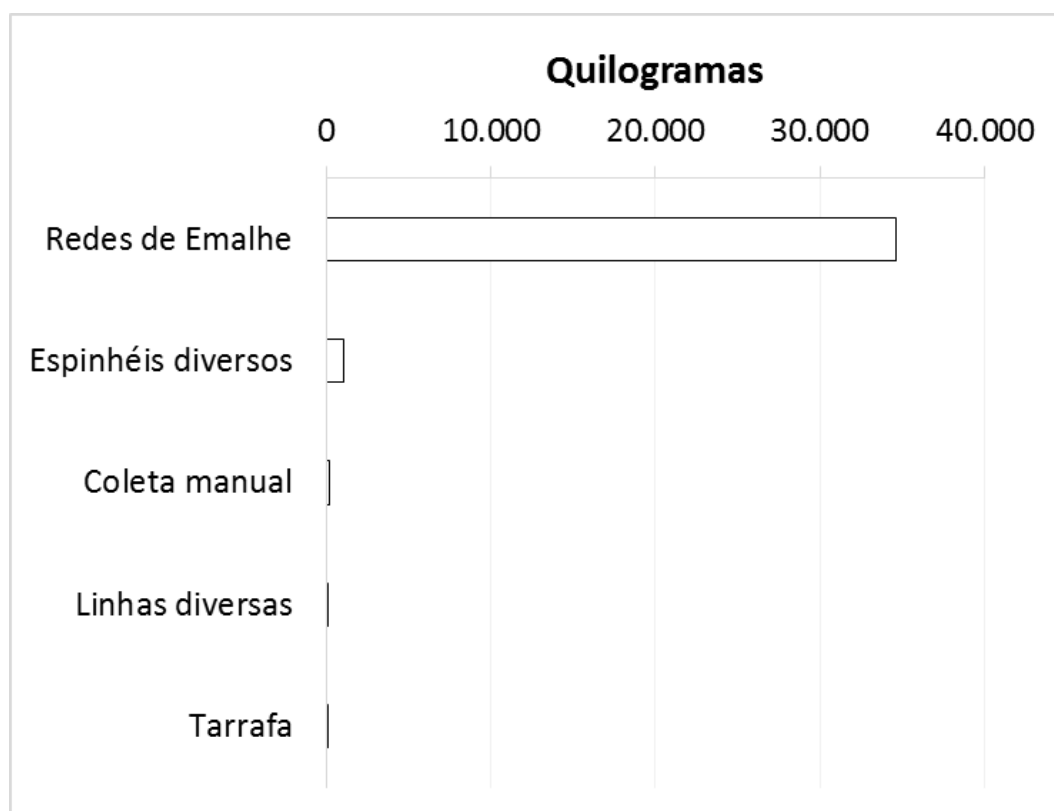 Quilogramas
0 10.000 20.000 30.000 40.000
Redes de Emalhe
Espinhéis diversos
Coleta manual
Linhas diversas
Tarrafa